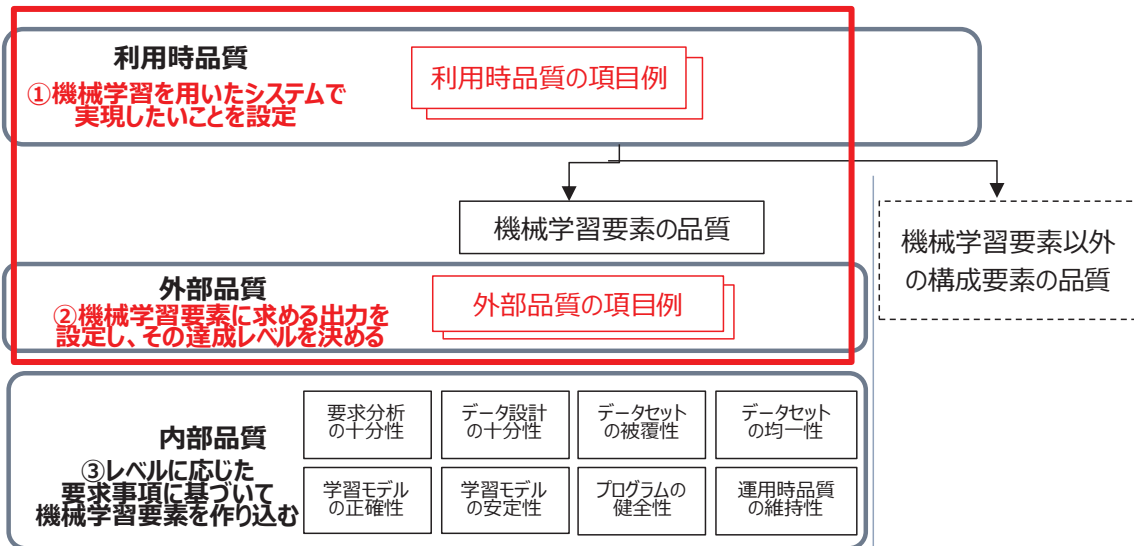 利用時品質
①機械学習を用いたシステムで
実現したいことを設定
利用時品質の項目例
機械学習要素の品質
機械学習要素以外
の構成要素の品質
外部品質
②機械学習要素に求める出力を
設定し、その達成レベルを決める
外部品質の項目例
内部品質
③レベルに応じた
要求事項に基づいて
機械学習要素を作り込む
要求分析
の十分性
データ設計
の十分性
データセット
の被覆性
データセット
の均一性
学習モデル
の正確性
学習モデル
の安定性
プログラムの
健全性
運用時品質
の維持性